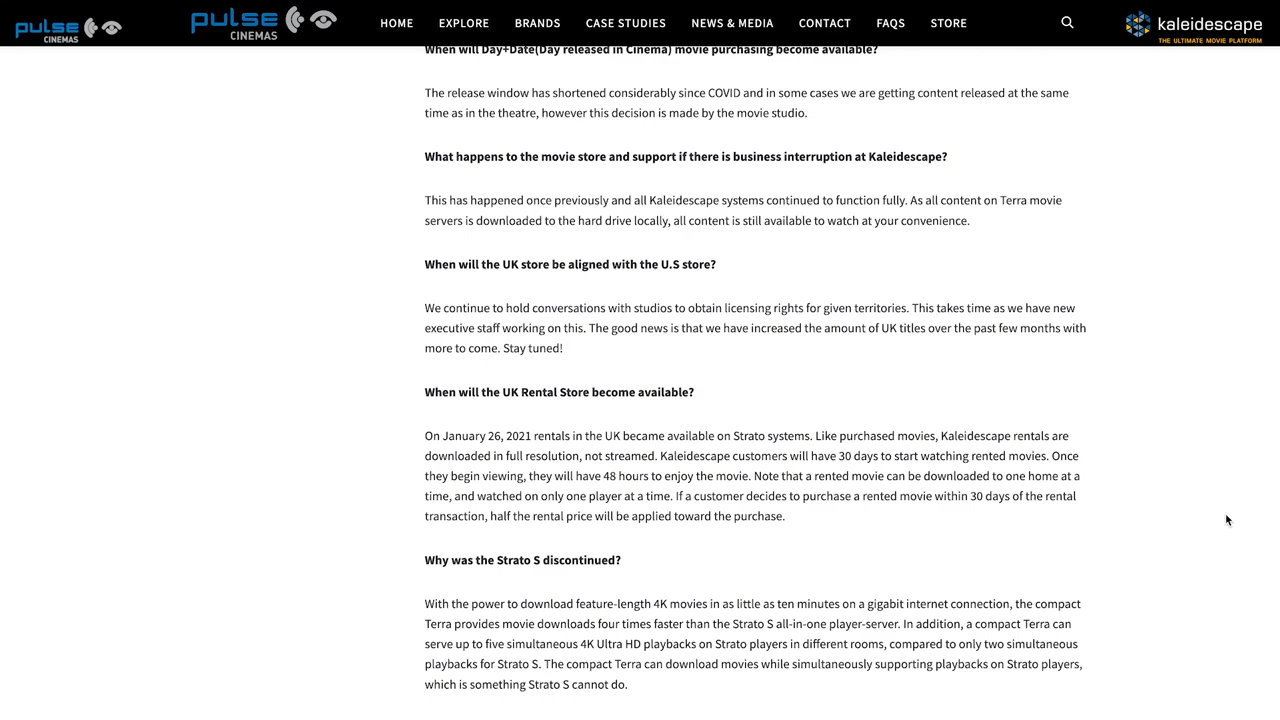 pulse CINEMAS
pulse CINEMAS
HOME EXPLORE BRANDS CASE STUDIES NEWS & MEDIA CONTACT FAQS STORE
kaleidescape
THE ULTIMATE MOVIE PLATFORM
When will Day+Date(Day released in Cinema) movie purchasing become available?
The release window has shortened considerably since COVID and in some cases we are getting content released at the same
time as in the theatre, however this decision is made by the movie studio.
What happens to the movie store and support if there is business interruption at Kaleidescape?
This has happened once previously and all Kaleidescape systems continued to function fully. As all content on Terra movie
servers is downloaded to the hard drive locally, all content is still available to watch at your convenience.
When will the UK store be aligned with the U.S store?
We continue to hold conversations with studios to obtain licensing rights for given territories. This takes time as we have new
executive staff working on this. The good news is that we have increased the amount of UK titles over the past few months with
more to come. Stay tuned!
When will the UK Rental Store become available?
On January 26, 2021 rentals in the UK became available on Strato systems. Like purchased movies, Kaleidescape rentals are
downloaded in full resolution, not streamed. Kaleidescape customers will have 30 days to start watching rented movies. Once
they begin viewing, they will have 48 hours to enjoy the movie. Note that a rented movie can be downloaded to one home at a
time, and watched on only one player at a time. If a customer decides to purchase a rented movie within 30 days of the rental
transaction, half the rental price will be applied toward the purchase.
Why was the Strato S discontinued?
With the power to download feature-length 4K movies in as little as ten minutes on a gigabit internet connection, the compact
Terra provides movie downloads four times faster than the Strato S all-in-one player-server. In addition, a compact Terra can
serve up to five simultaneous 4K Ultra HD playbacks on Strato players in different rooms, compared to only two simultaneous
playbacks for Strato S. The compact Terra can download movies while simultaneously supporting playbacks on Strato players,
which is something Strato S cannot do.